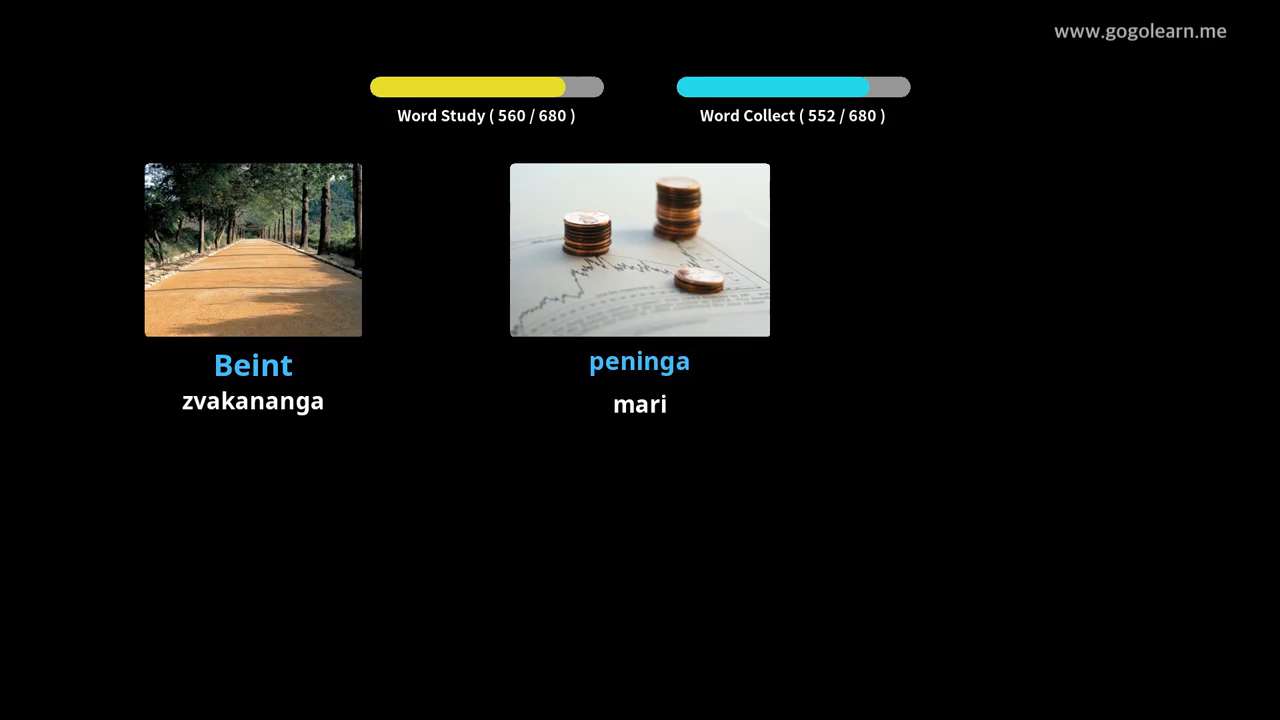 www.gogolearn.me
Word Study ( 560 / 680 )
Word Collect ( 552 / 680 )
Beint
zvakananga
peninga
mari